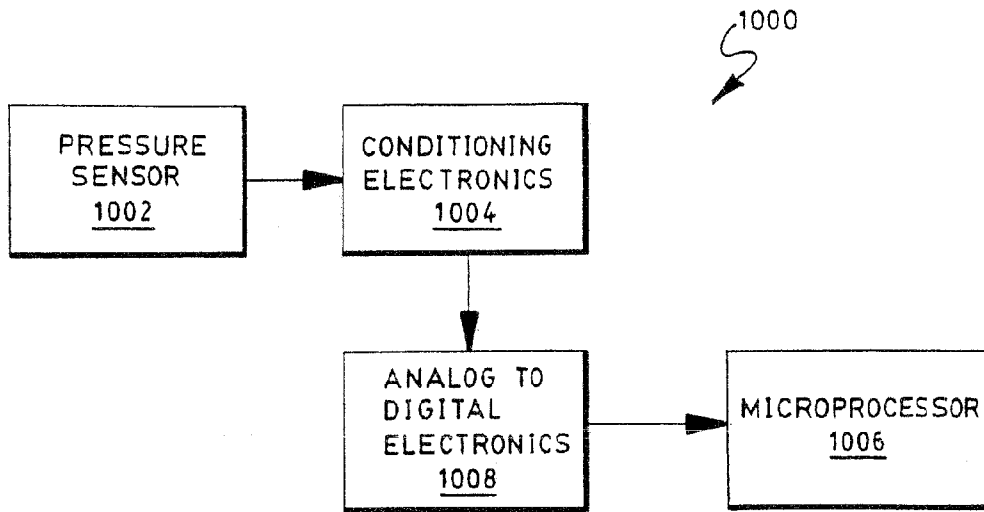 1000
PRESSURE
SENSOR
1002
CONDITIONING
ELECTRONICS
1004
ANALOG TO
DIGITAL
ELECTRONICS
1008
MICROPROCESSOR
1006